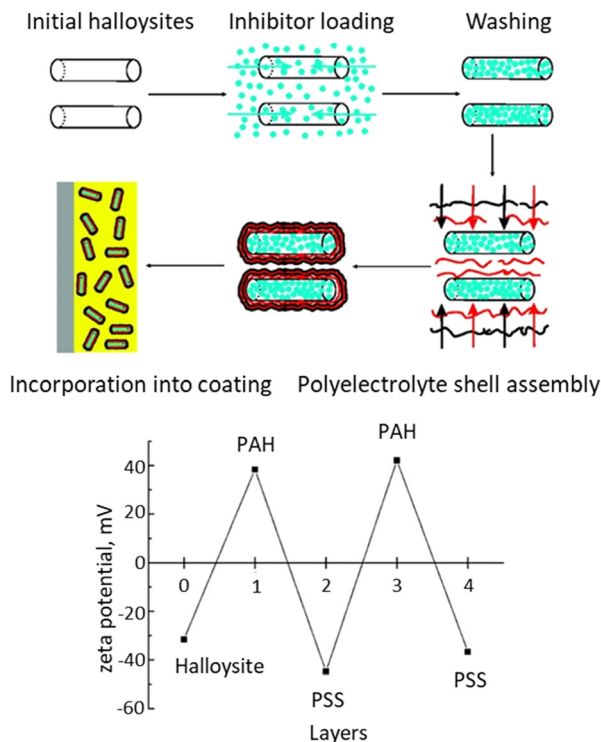 Initial halloysites
Inhibitor loading
Washing
Incorporation into coating
Polyelectrolyte shell assembly
zeta potential, mV
40
20
0
-20
-40
-60
0
1
2
3
4
Halloysite
PAH
PSS
PAH
PSS
Layers